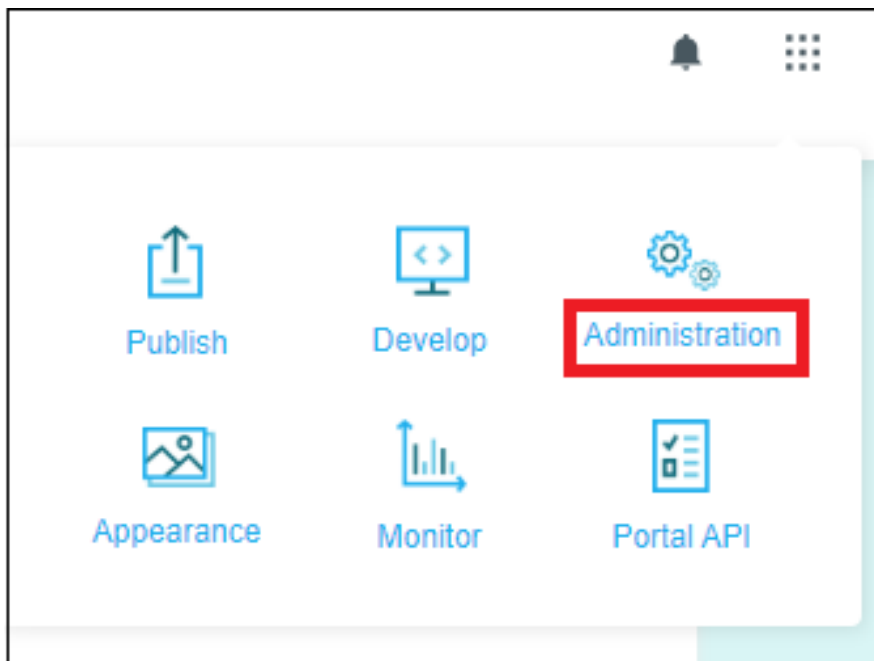 Publish
Develop
Administration
Appearance
Monitor
Portal API